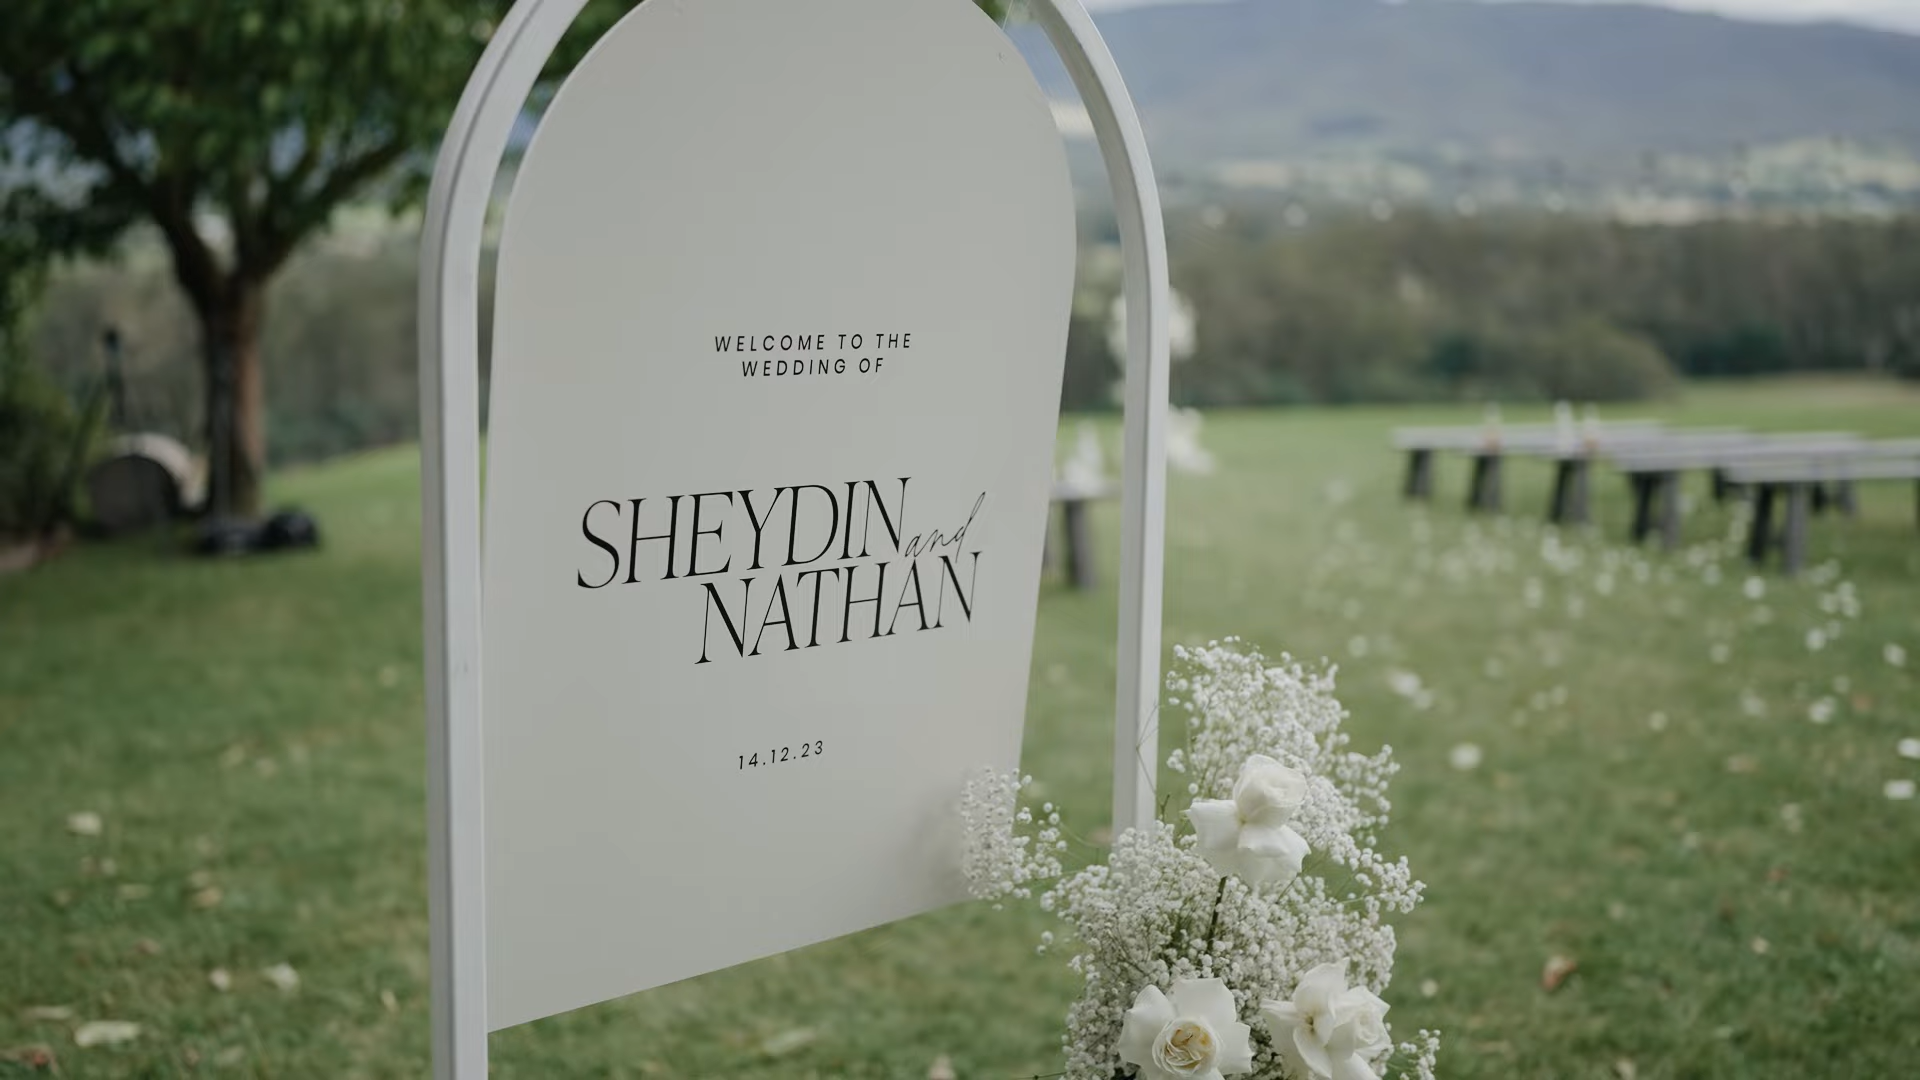 WELCOME TO THE
WEDDING OF
SHEYDIN and
NATHAN
14.12.23